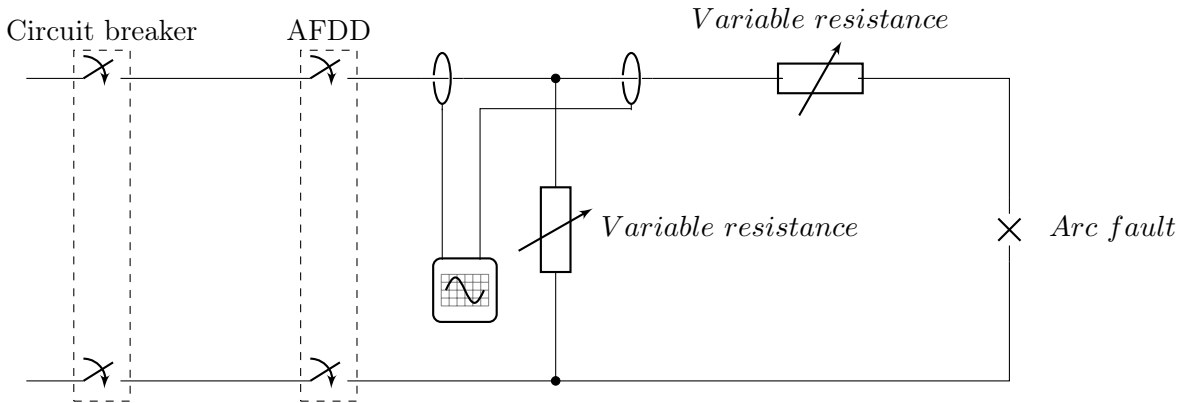 Variable resistance
Circuit breaker
AFDD
Variable resistance
Arc fault